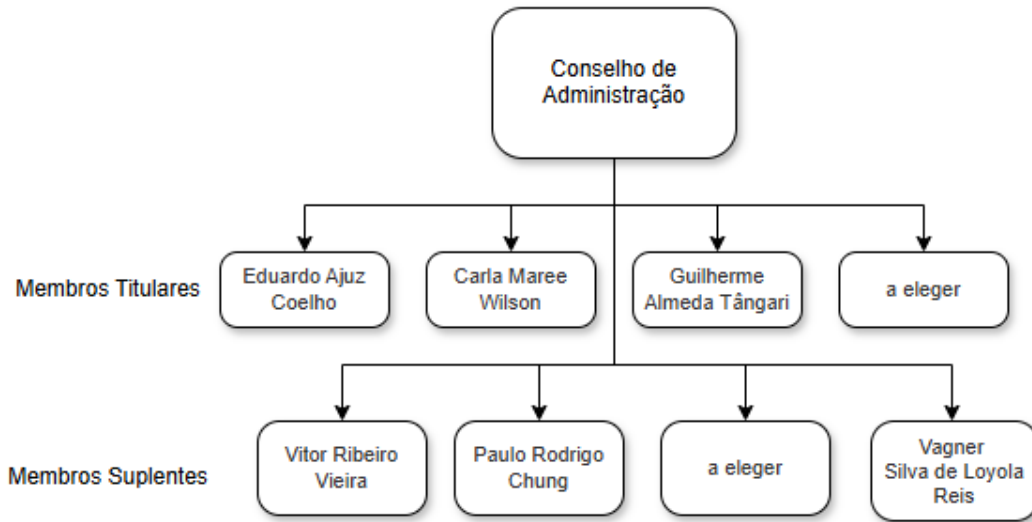 Conselho de
Administração
Membros Titulares
Eduardo Ajuz
Coelho
Carla Maree
Wilson
Guilherme
Almeda Tângari
a eleger
Membros Suplentes
Vitor Ribeiro
Vieira
Paulo Rodrigo
Chung
a eleger
Vagner
Silva de Loyola
Reis